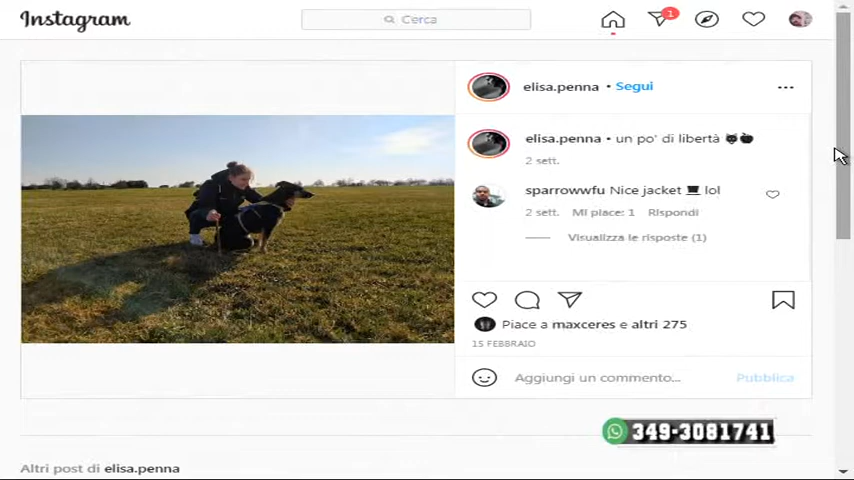 Instagram
Cerca
1
elisa.penna • Segui
elisa.penna • un po' di libertà
2 sett.
sparrowwfu Nice jacket lol
2 sett. Mi piace: 1 Rispondi
Visualizza le risposte (1)
Piace a maxceres e altri 275
15 FEBBRAIO
Aggiungi un commento... Pubblica
349-3081741
Altri post di elisa.penna